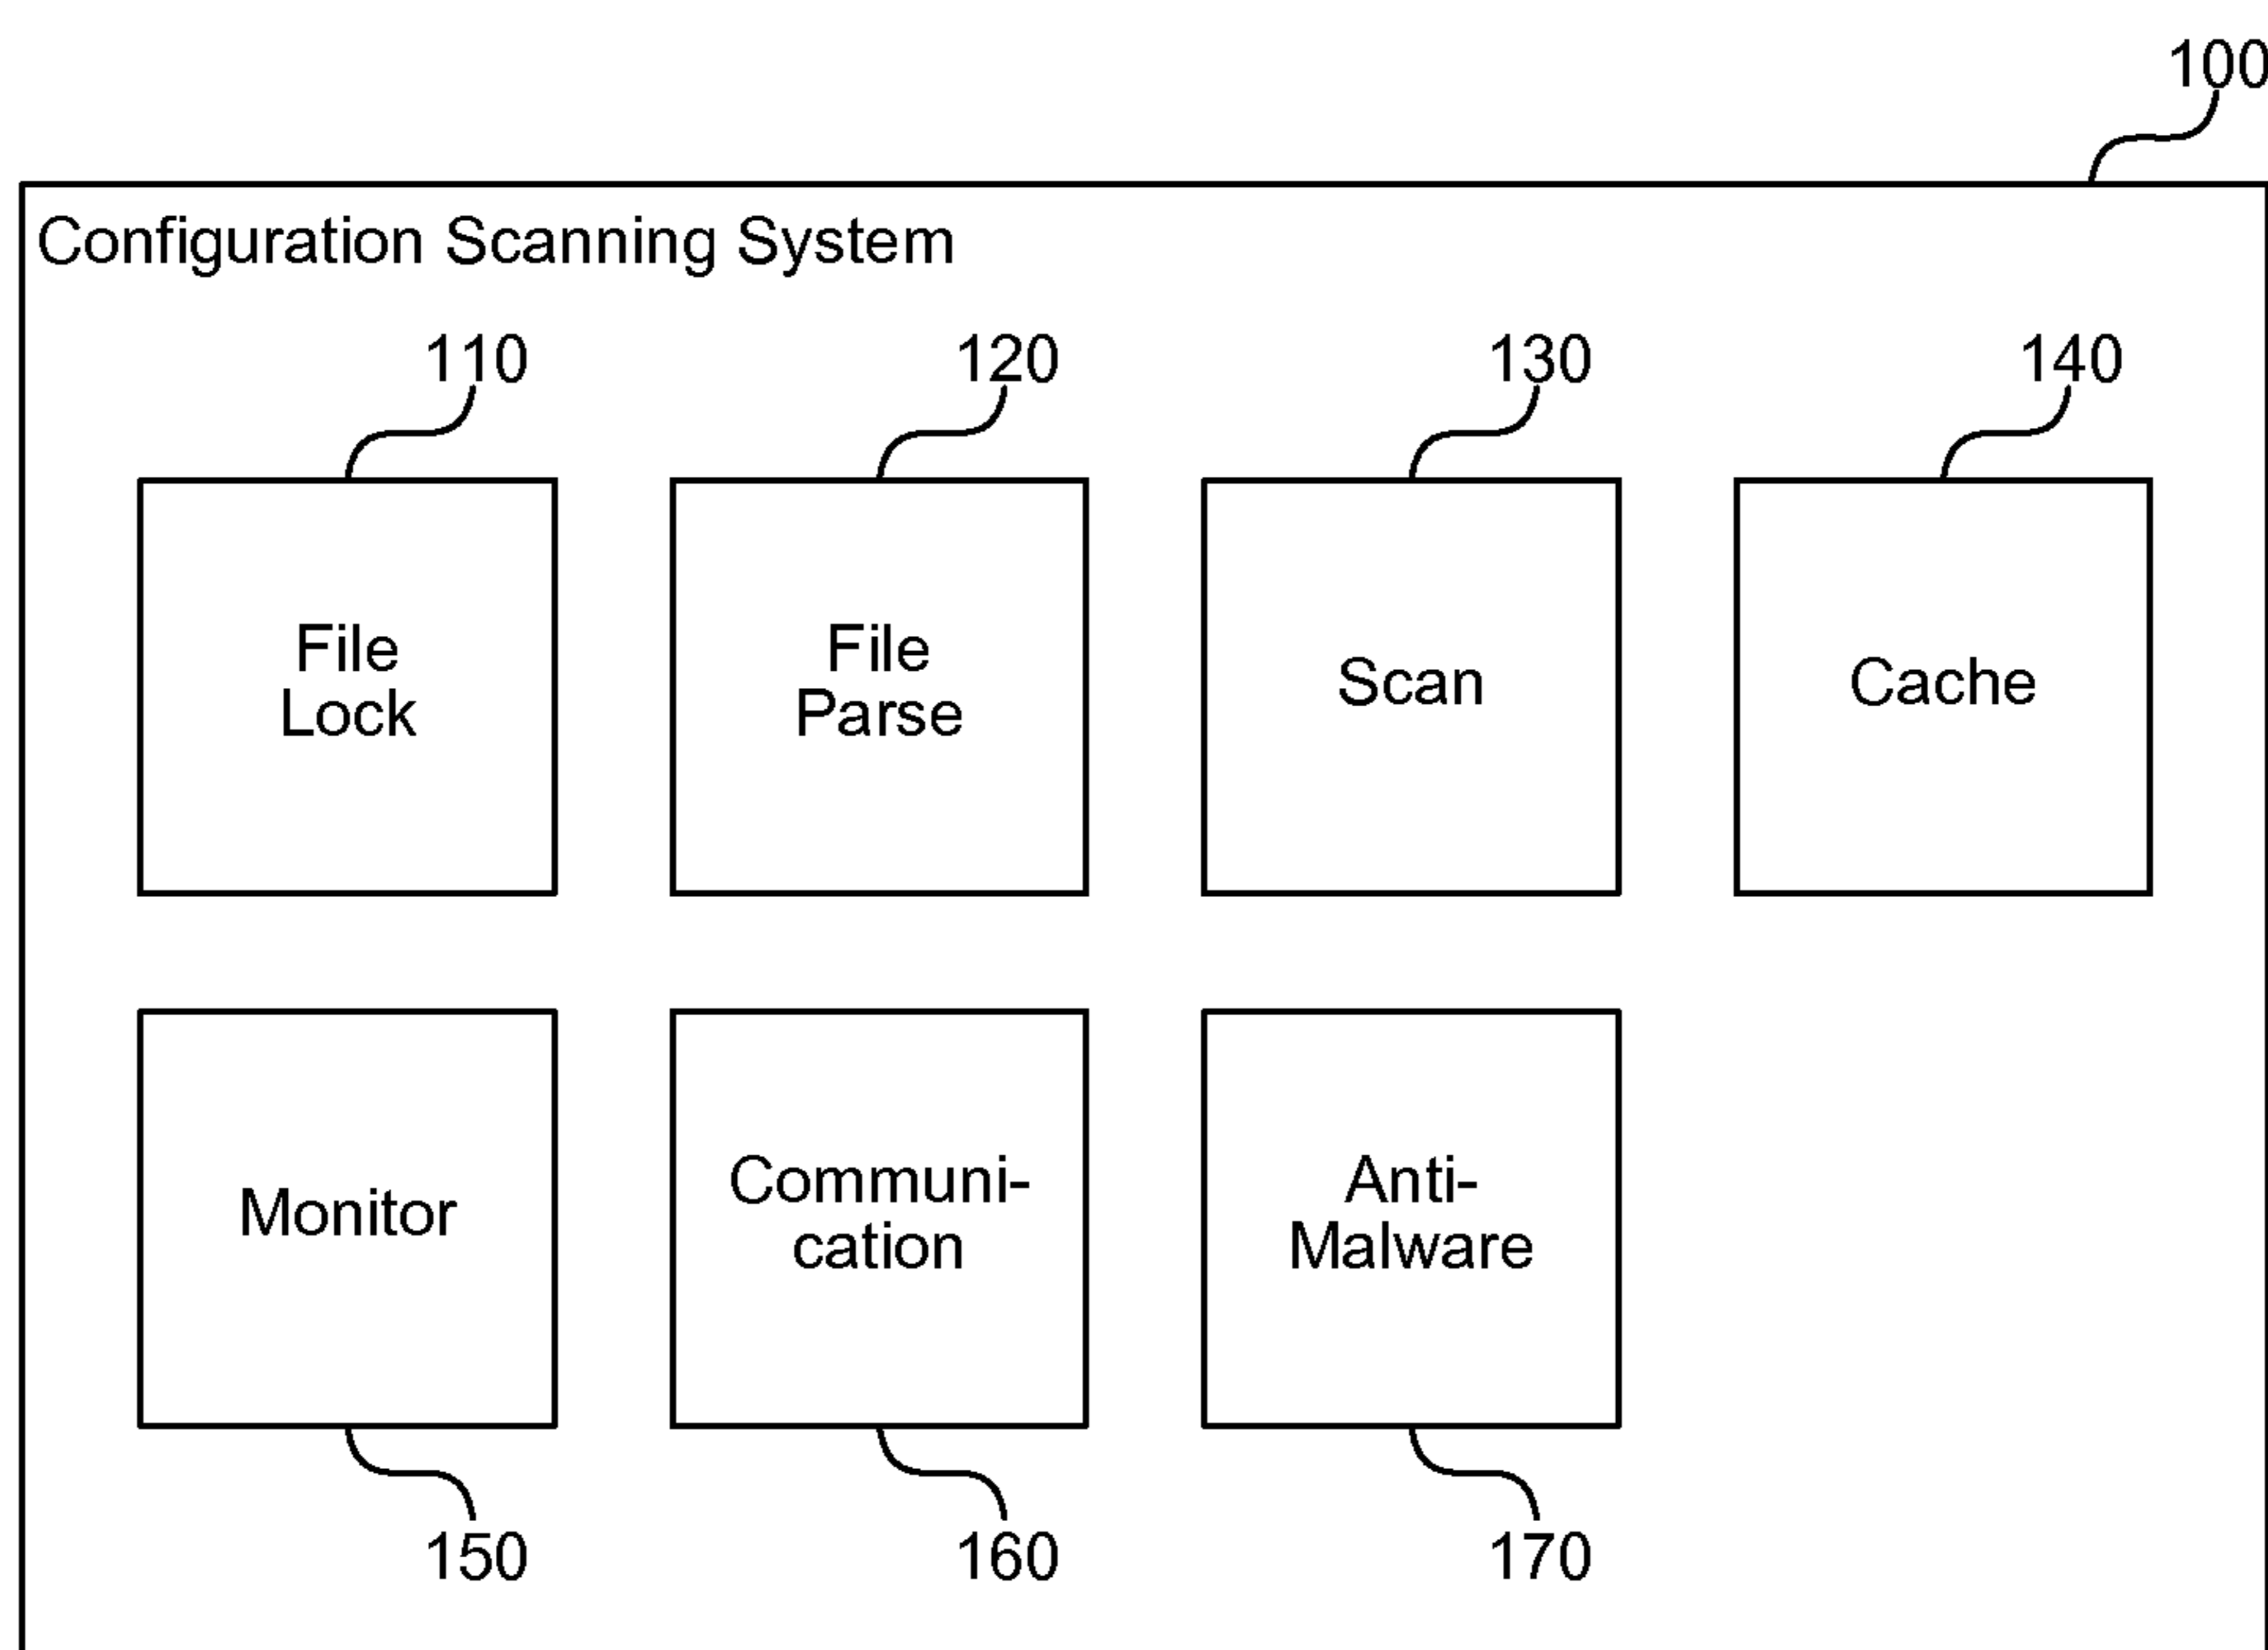 100
Configuration Scanning System
110
120
130
140
File
Lock
File
Parse
Scan
Cache
Monitor
Communi-
cation
Anti-
Malware
150
160
170